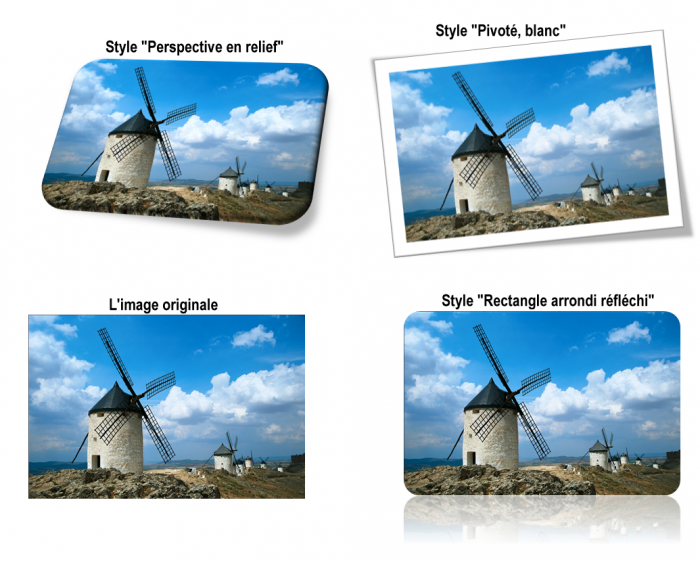 Style "Perspective en relief"
Style "Pivoté, blanc"
L'image originale
Style "Rectangle arrondi réfléchi"